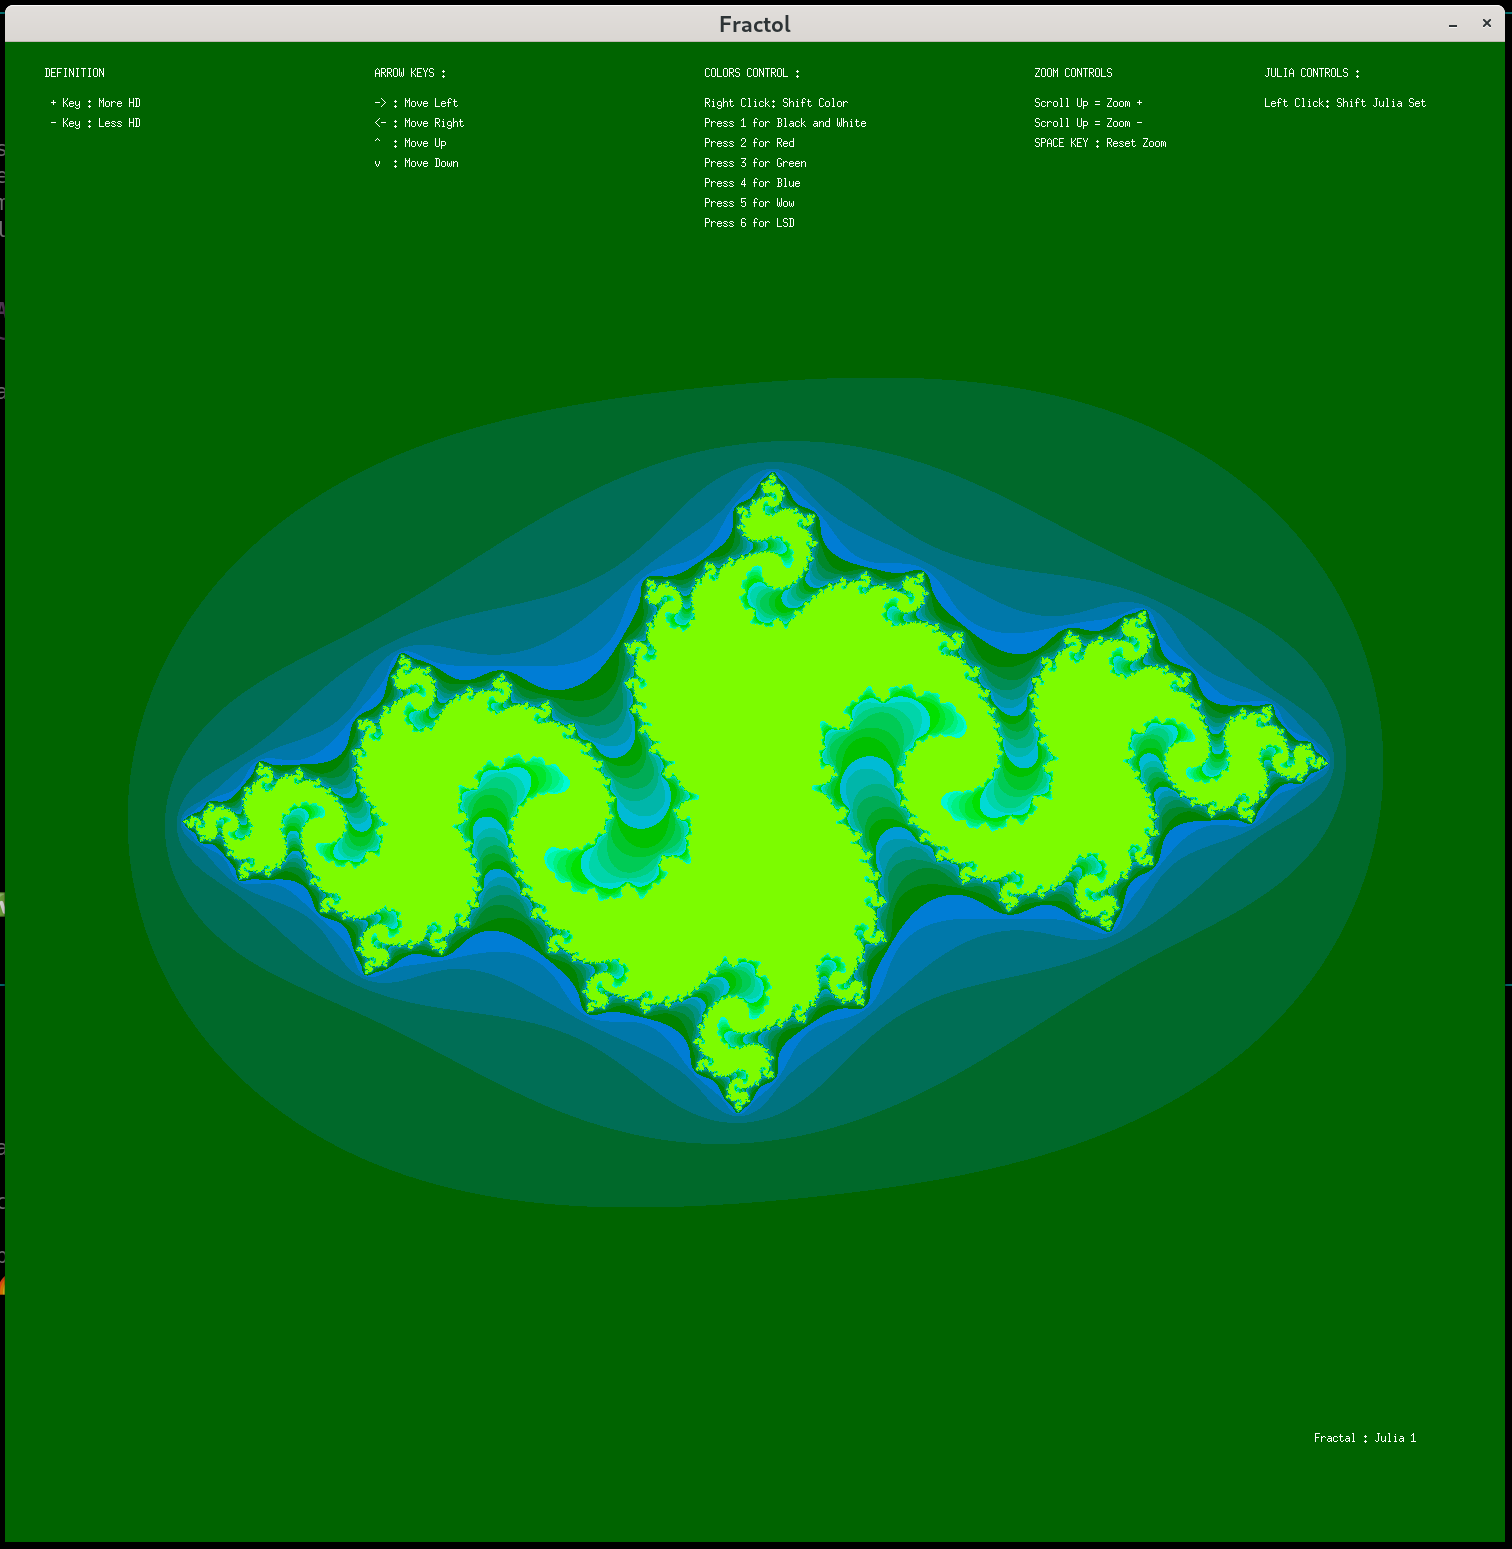 Fractol
DEFINITION
+ Key : More HD
- Key : Less HD
ARROW KEYS :
-> : Move Left
<- : Move Right
^ : Move Up
v : Move Down
COLORS CONTROL :
Right Click: Shift Color
Press 1 for Black and White
Press 2 for Red
Press 3 for Green
Press 4 for Blue
Press 5 for Wow
Press 6 for LSD
ZOOM CONTROLS
Scroll Up = Zoom +
Scroll Up = Zoom -
SPACE KEY : Reset Zoom
JULIA CONTROLS :
Left Click: Shift Julia Set
Fractal : Julia 1